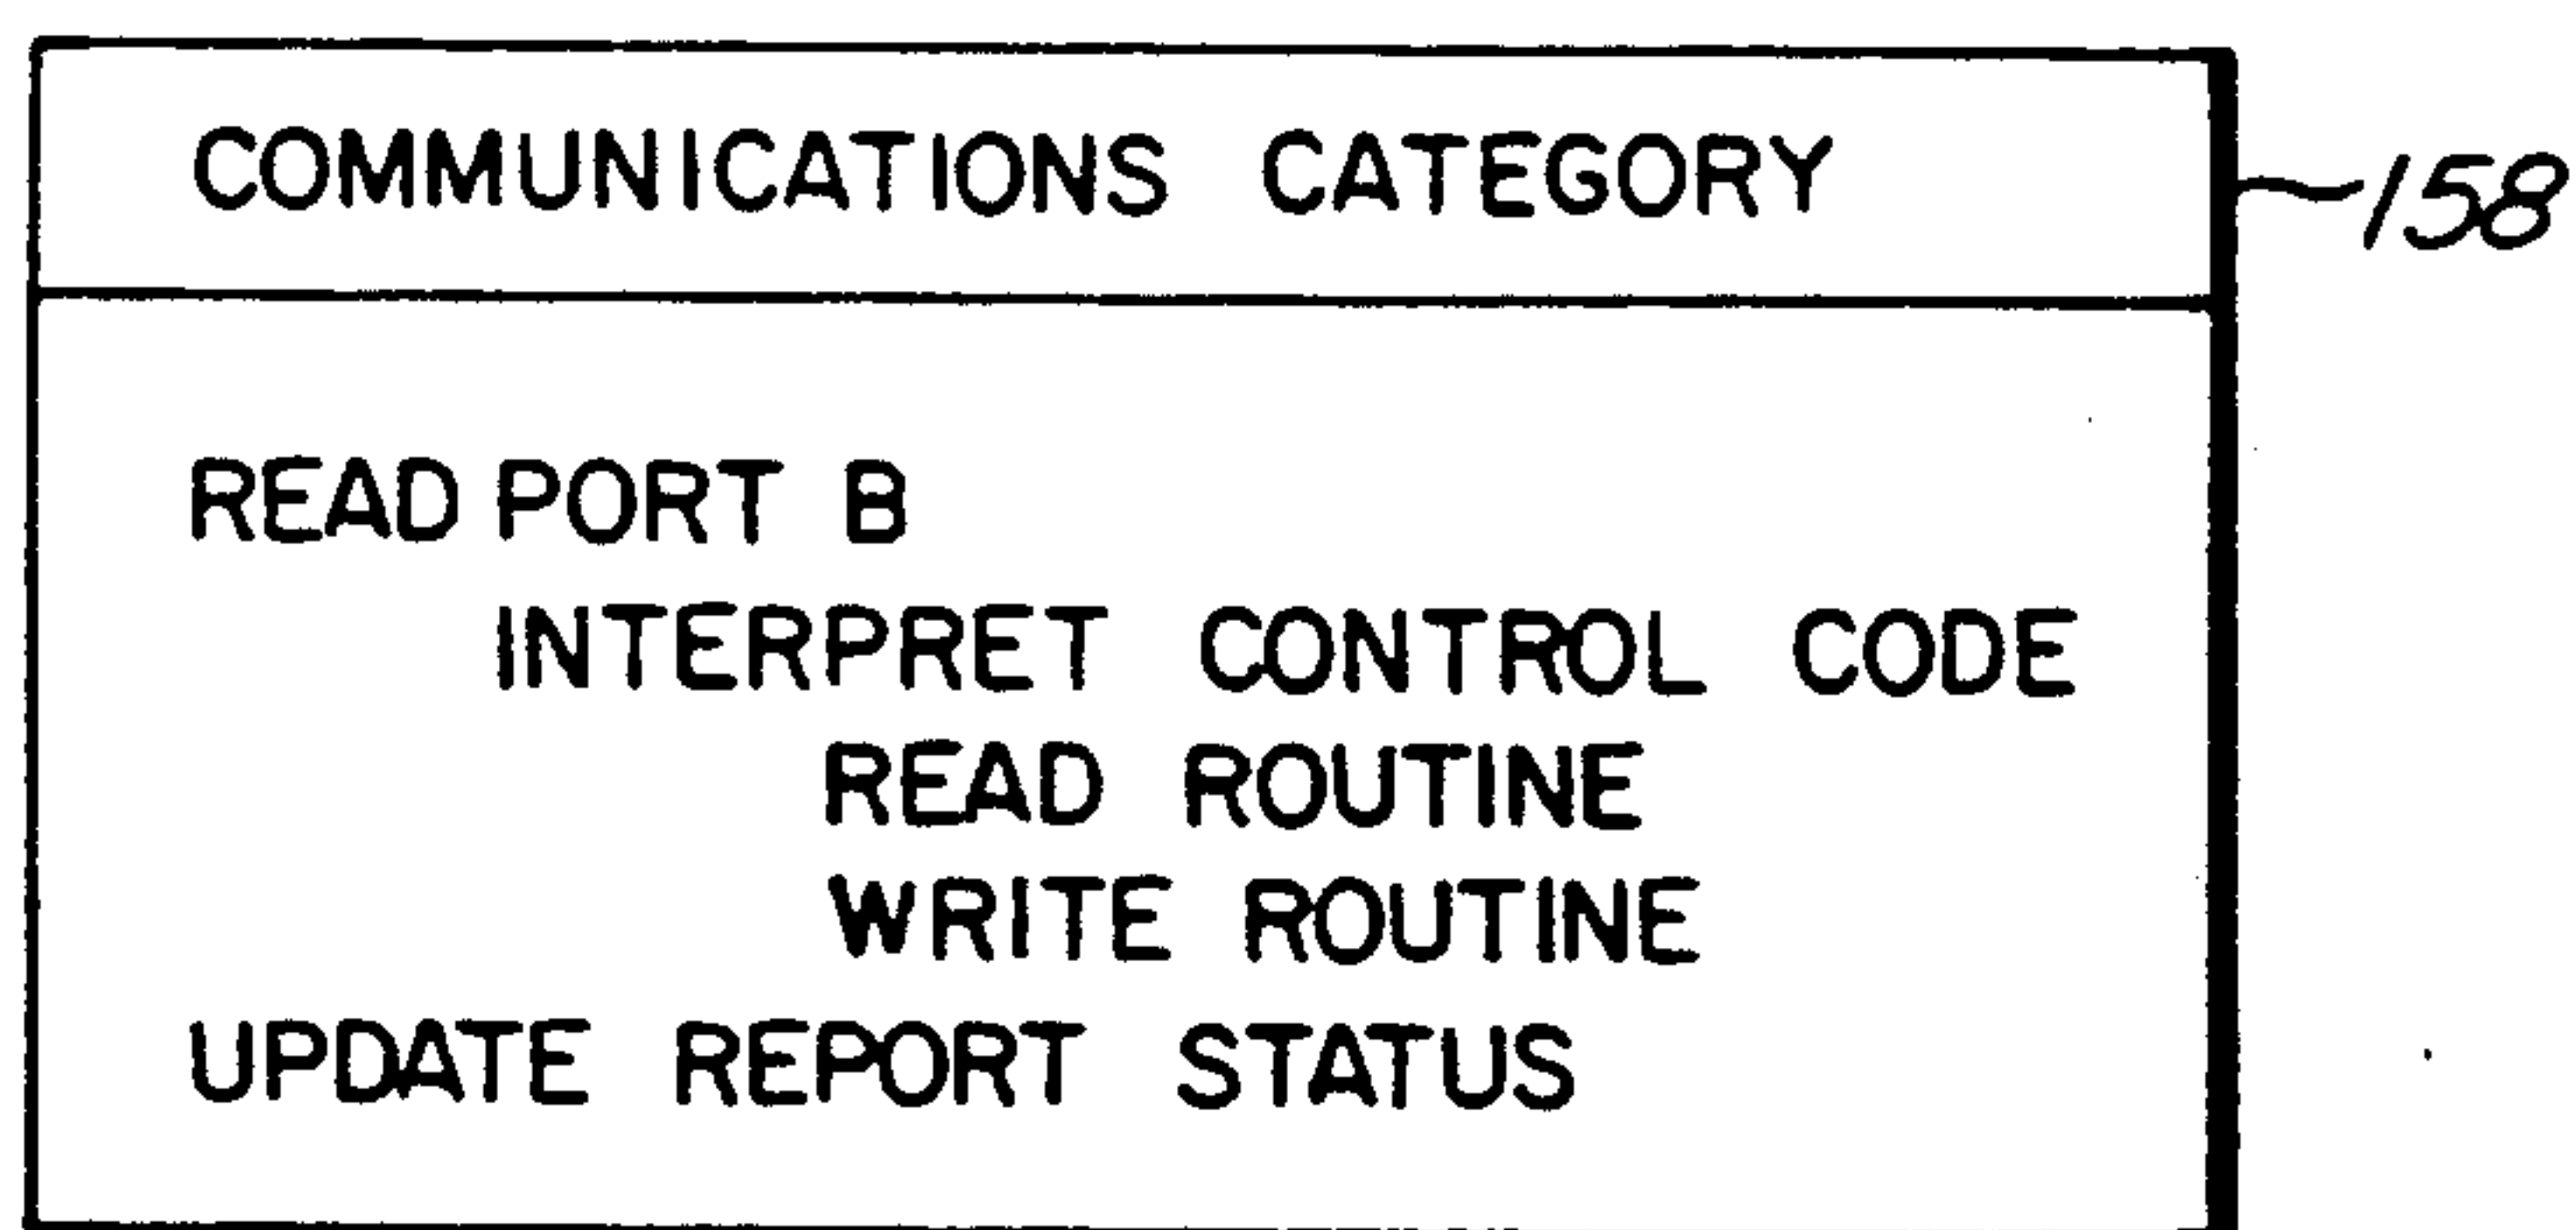 COMMUNICATIONS CATEGORY
158
READ PORT B
INTERPRET CONTROL CODE
READ ROUTINE
WRITE ROUTINE
UPDATE REPORT STATUS